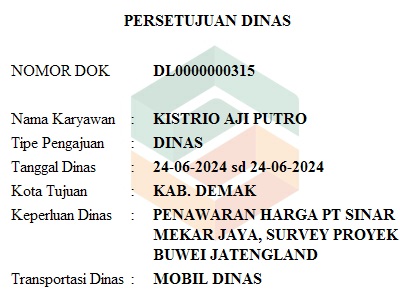 PERSETUJUAN DINAS
NOMOR DOK DL0000000315
Nama Karyawan : KISTRIO AJI PUTRO
Tipe Pengajuan : DINAS
Tanggal Dinas : 24-06-2024 sd 24-06-2024
Kota Tujuan : KAB. DEMAK
Keperluan Dinas : PENAWARAN HARGA PT SINAR
MEKAR JAYA, SURVEY PROYEK
BUWEI JATENGLAND
Transportasi Dinas : MOBIL DINAS